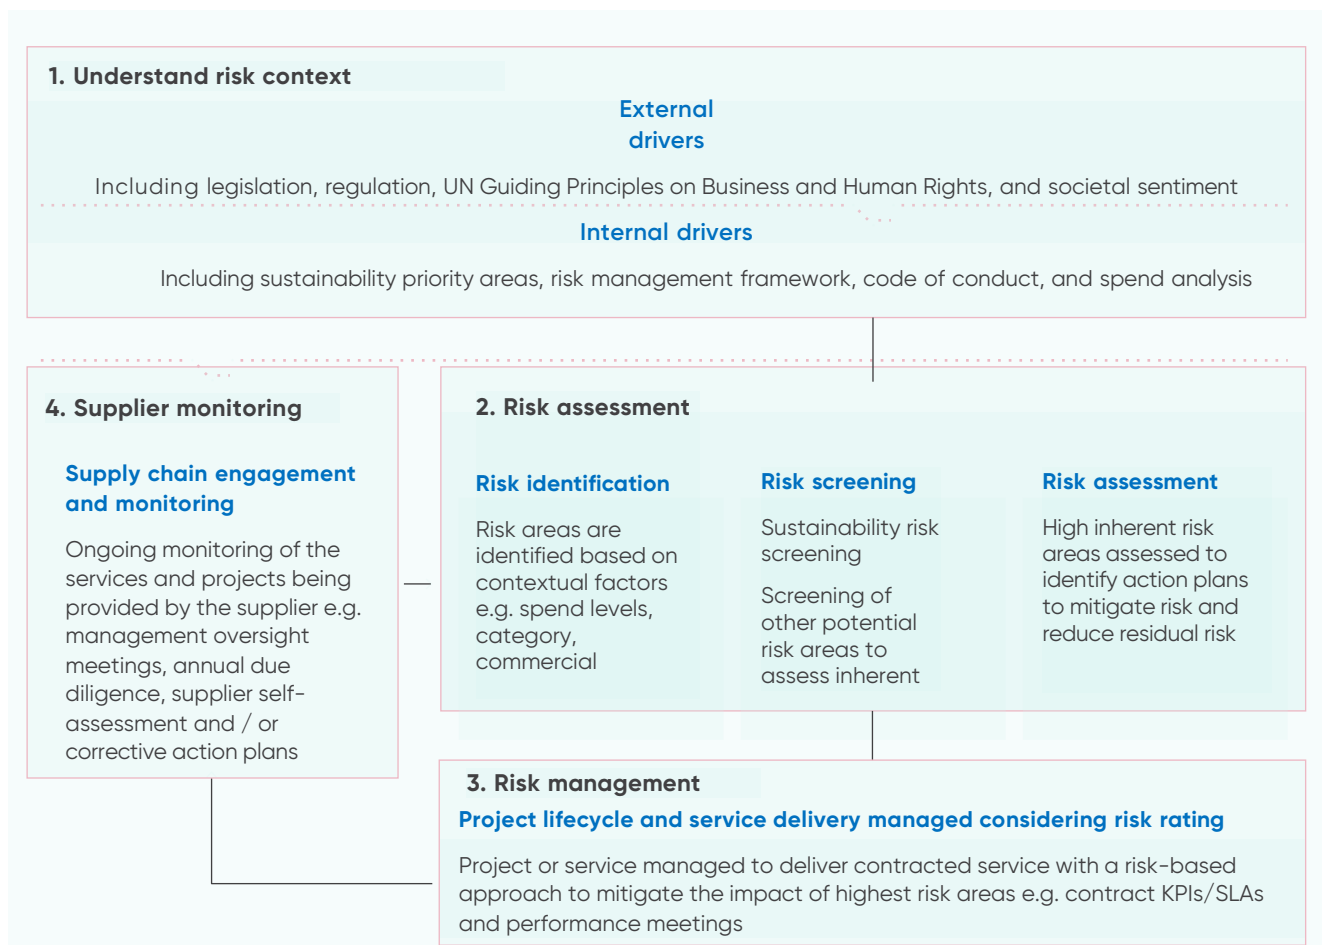 1. Understand risk context
External
drivers
Including legislation, regulation, UN Guiding Principles on Business and Human Rights, and societal sentiment
Internal drivers
Including sustainability priority areas, risk management framework, code of conduct, and spend analysis
2. Risk assessment
Risk identification
Risk areas are
identified based on
contextual factors
e.g. spend levels,
category,
commercial
Risk screening
Sustainability risk
screening
Screening of
other potential
risk areas to
assess inherent
Risk assessment
High inherent risk
areas assessed to
identify action plans
to mitigate risk and
reduce residual risk
3. Risk management
Project lifecycle and service delivery managed considering risk rating
Project or service managed to deliver contracted service with a risk-based
approach to mitigate the impact of highest risk areas e.g. contract KPIs/SLAs
and performance meetings
4. Supplier monitoring
Supply chain engagement
and monitoring
Ongoing monitoring of the
services and projects being
provided by the supplier e.g.
management oversight
meetings, annual due
diligence, supplier self-
assessment and / or
corrective action plans